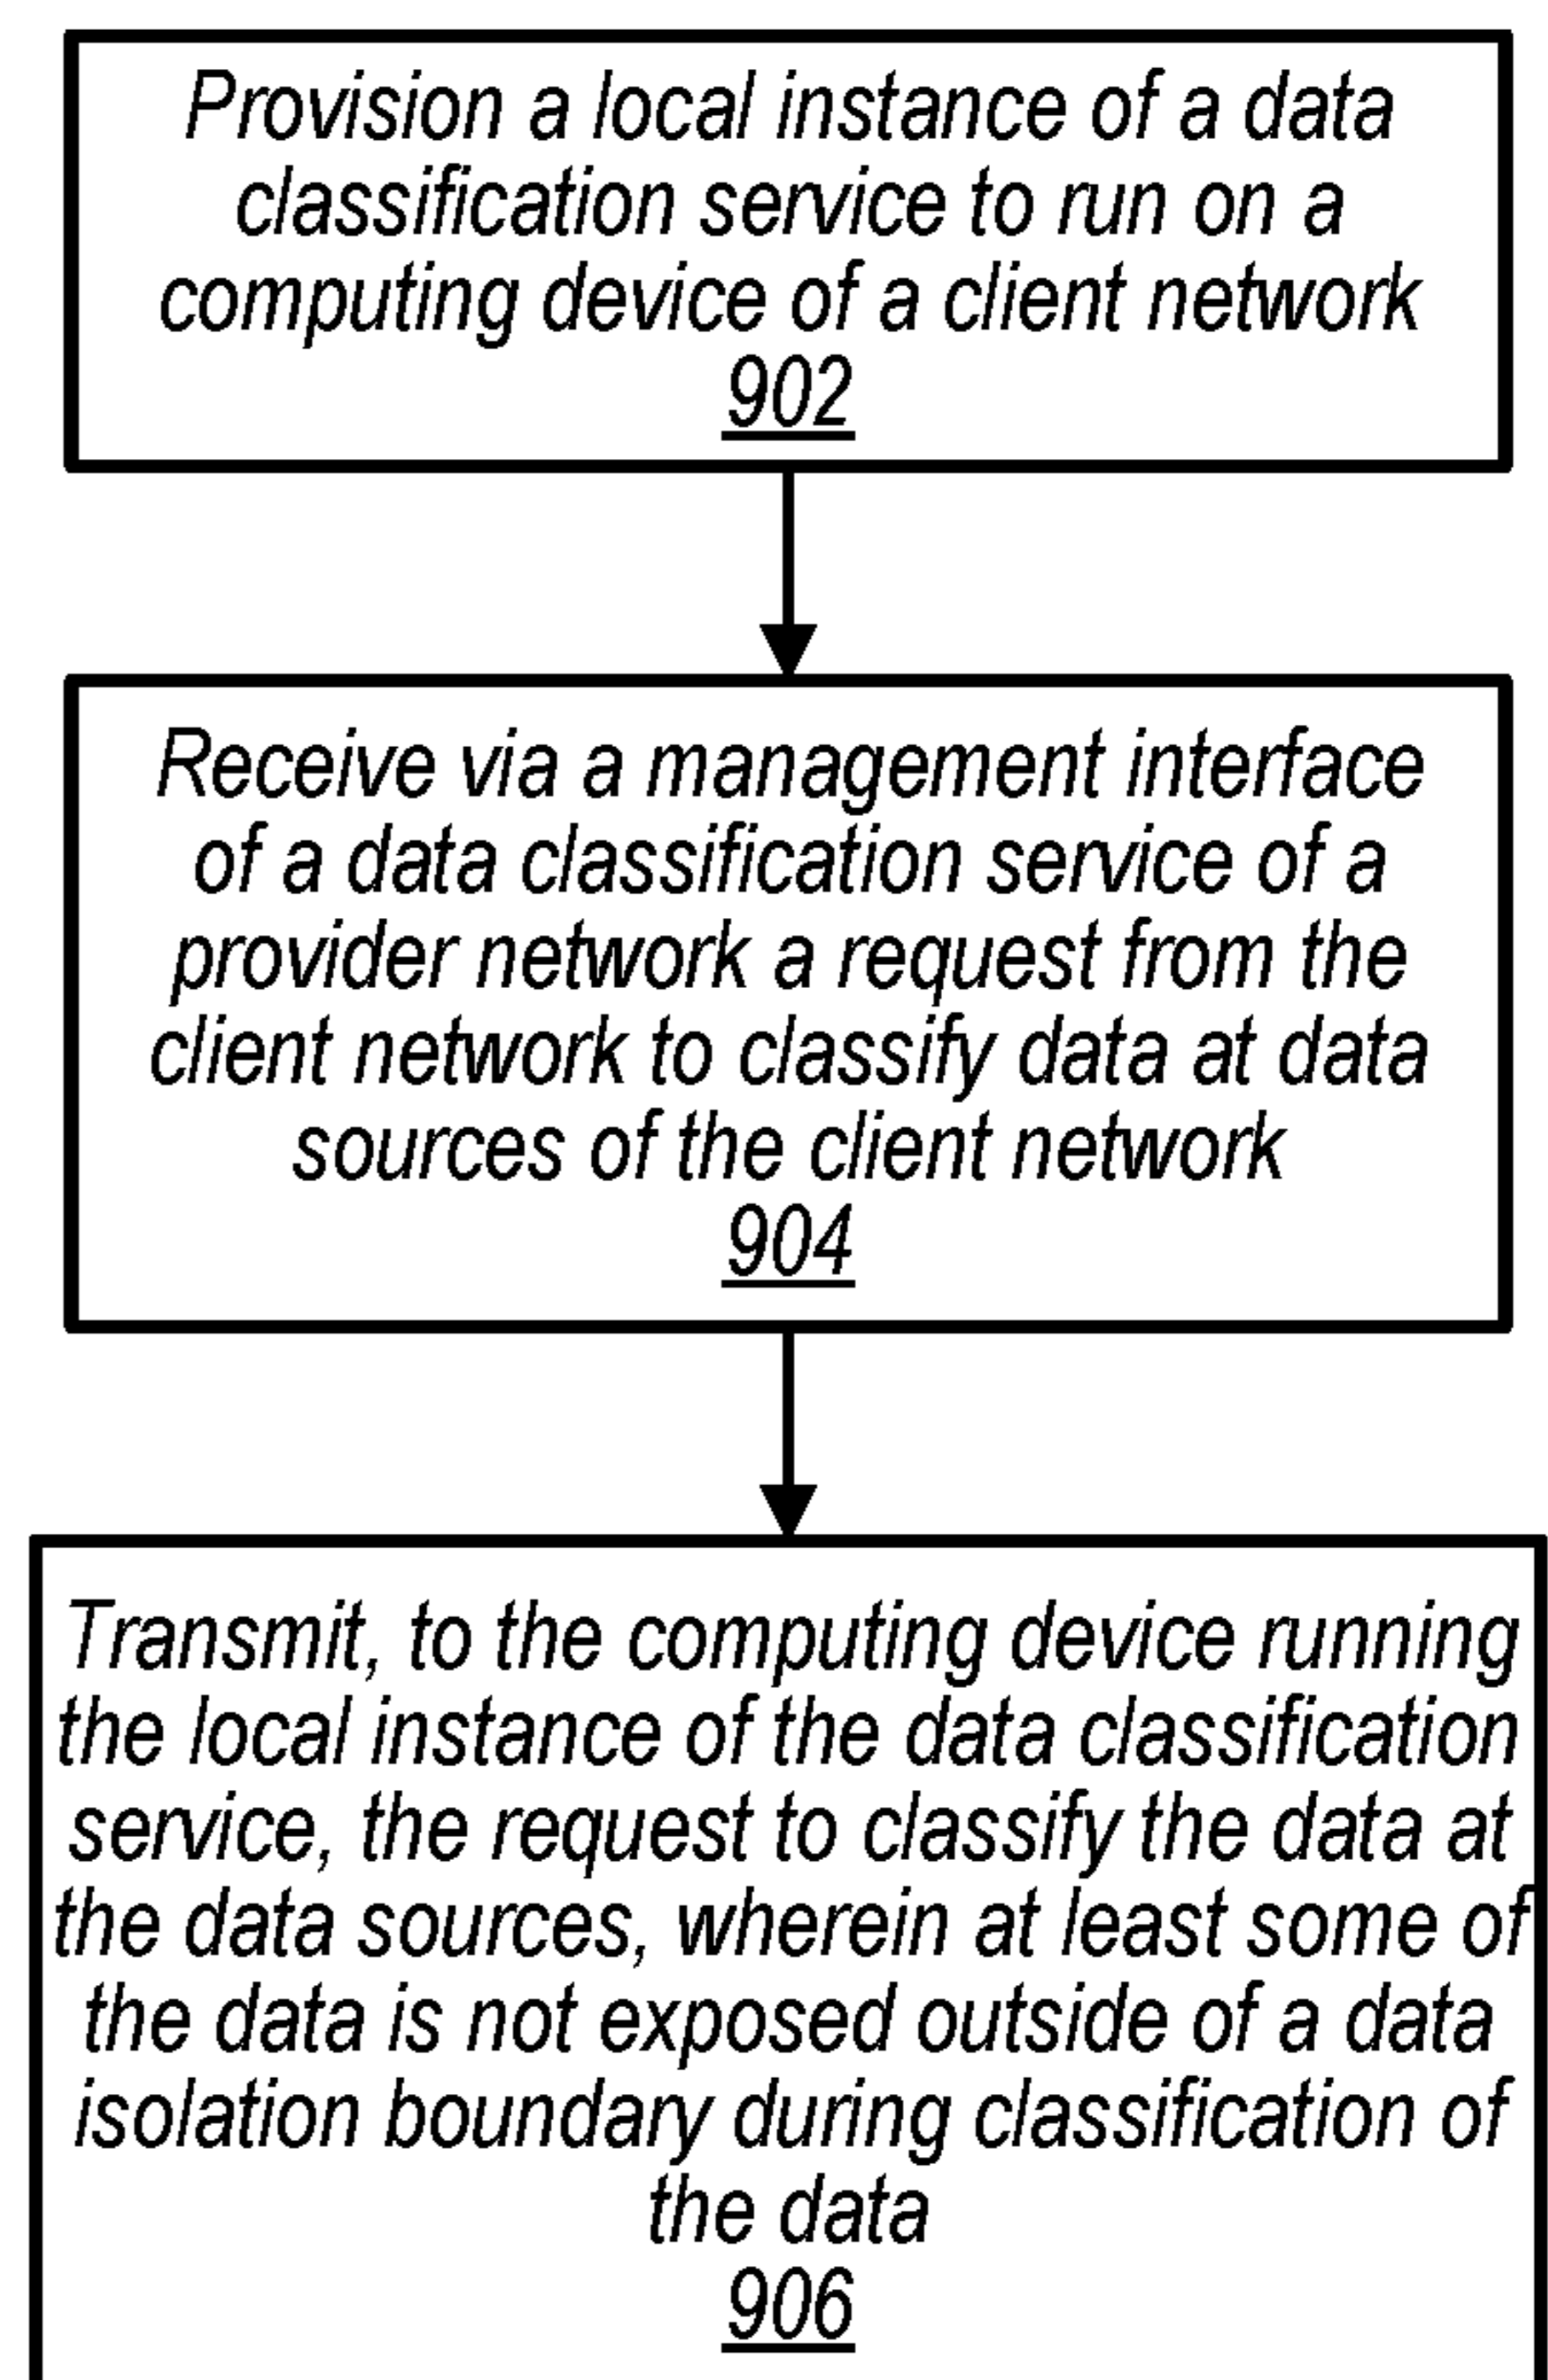 Provision a local instance of a data
classification service to run on a
computing device of a client network
902
Receive via a management interface
of a data classification service of a
provider network a request from the
client network to classify data at data
sources of the client network
904
Transmit, to the computing device running
the local instance of the data classification
service, the request to classify the data at
the data sources, wherein at least some of
the data is not exposed outside of a data
isolation boundary during classification of
the data
906